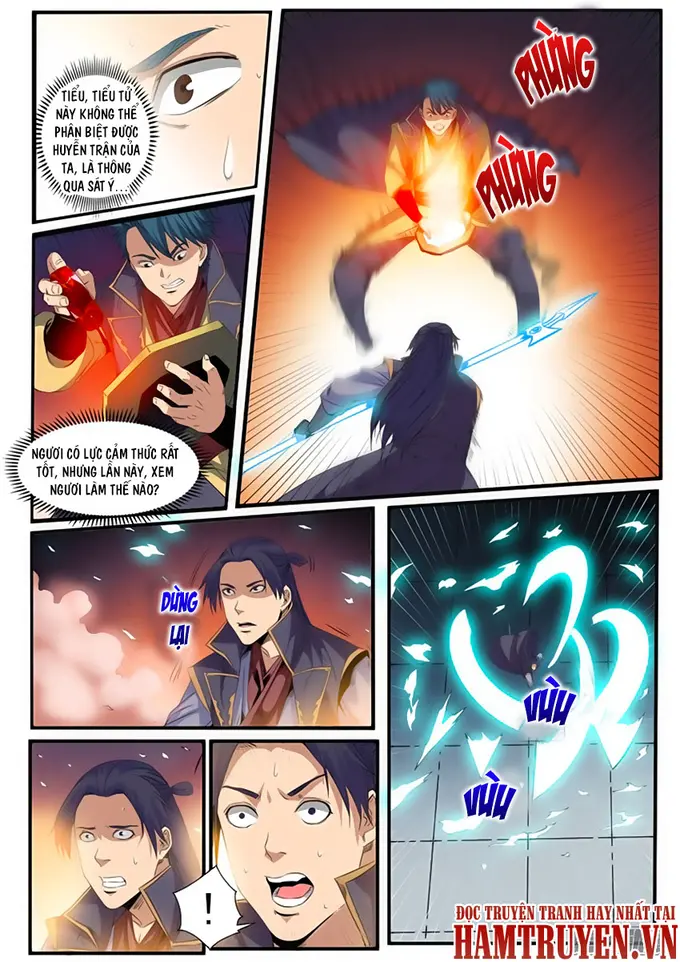 TIỂU, TIỂU TỬ
NÀY KHÔNG THỂ
PHÂN BIỆT ĐƯỢC
HUYỄN TRẬN CỦA
TA, LÀ THÔNG
QUA SÁT Ý...
PHỪNG
PHỪNG
NGƯƠI CÓ LỰC CẢM THỨC RẤT
TỐT, NHƯNG LẦN NÀY, XEM
NGƯƠI LÀM THẾ NÀO?
DỪNG
LẠI
VÙU
VÙU
!
ĐỌC TRUYỆN TRANH HAY NHẤT TẠI
HAMTRUYEN.VN